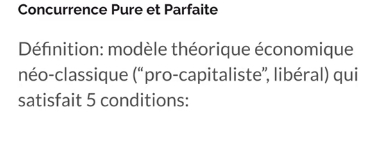 Concurrence Pure et Parfaite
Définition: modèle théorique économique
néo-classique (“pro-capitaliste”, libéral) qui
satisfait 5 conditions: